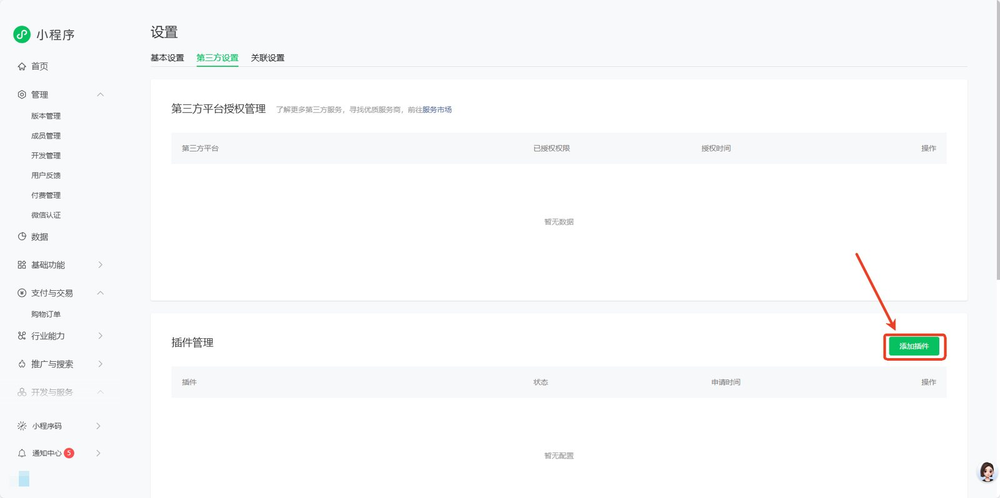 小程序
首页
管理
版本管理
成员管理
开发管理
用户反馈
付费管理
微信认证
数据
基础功能
支付与交易
购物订单
行业能力
推广与搜索
开发与服务
小程序码
通知中心 5
设置
基本设置 第三方设置 关联设置
第三方平台授权管理 了解更多第三方服务，寻找优质服务商，前往服务市场
第三方平台 已授权权限 授权时间 操作
暂无数据
插件管理 添加插件
插件 状态 申请时间 操作
暂无配置